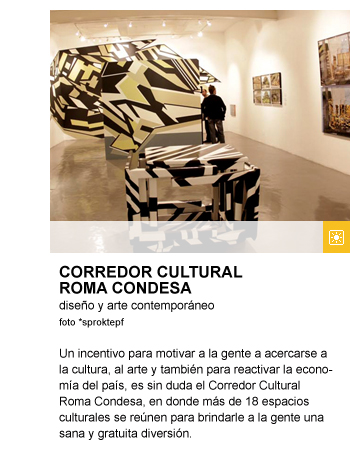 CORREDOR CULTURAL
ROMA CONDESA
diseño y arte contemporáneo
foto *sproktepf
Un incentivo para motivar a la gente a acercarse a
la cultura, al arte y también para reactivar la econo-
mía del país, es sin duda el Corredor Cultural
Roma Condesa, en donde más de 18 espacios
culturales se reúnen para brindarle a la gente una
sana y gratuita diversión.